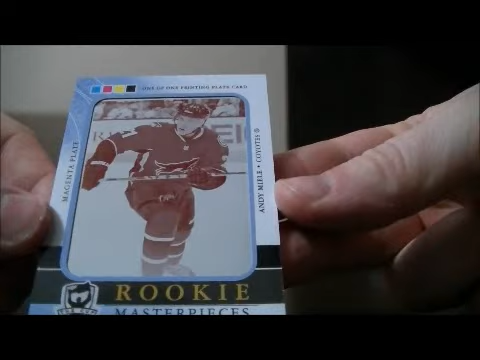 ONE OF ONE PRINTING PLATE CARD
MAGENTA PLATE
ANDY MIELE • COYOTES
ROOKIE
MASTERPIECES